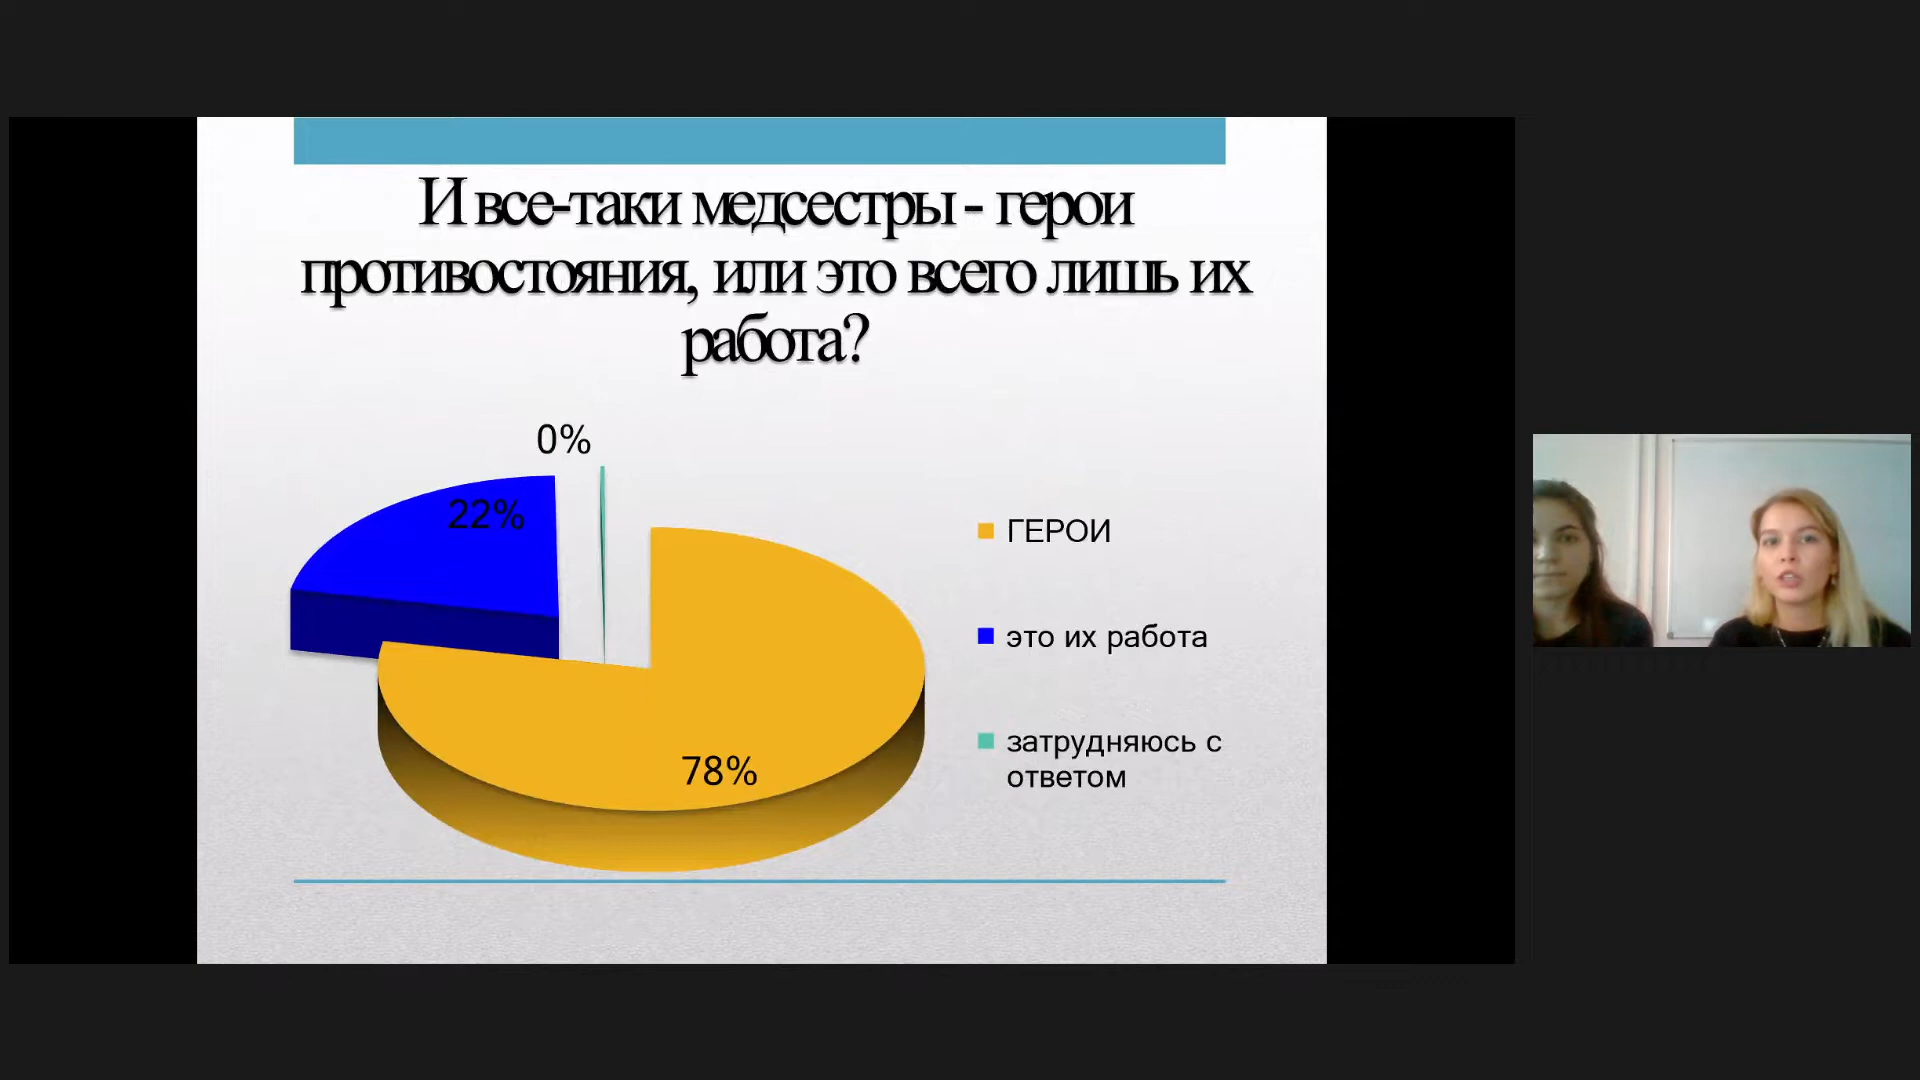 И все-таки медсестры - герои
противостояния, или это всего лишь их
работа?
0%
22%
78%
ГЕРОИ
это их работа
затрудняюсь с
ответом